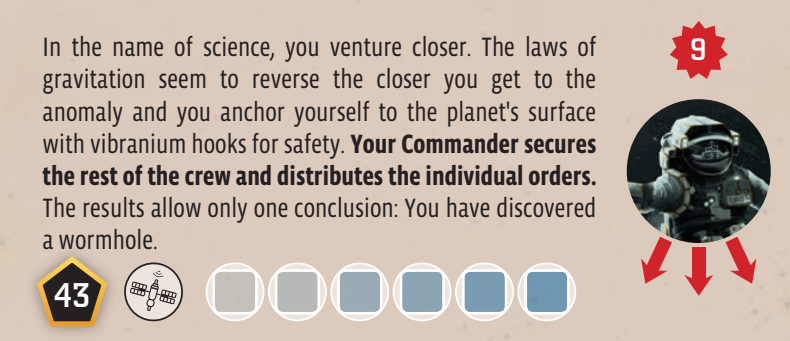 In the name of science, you venture closer. The laws of
gravitation seem to reverse the closer you get to the
anomaly and you anchor yourself to the planet's surface
with vibranium hooks for safety. Your Commander secures
the rest of the crew and distributes the individual orders.
The results allow only one conclusion: You have discovered
a wormhole.
9
43